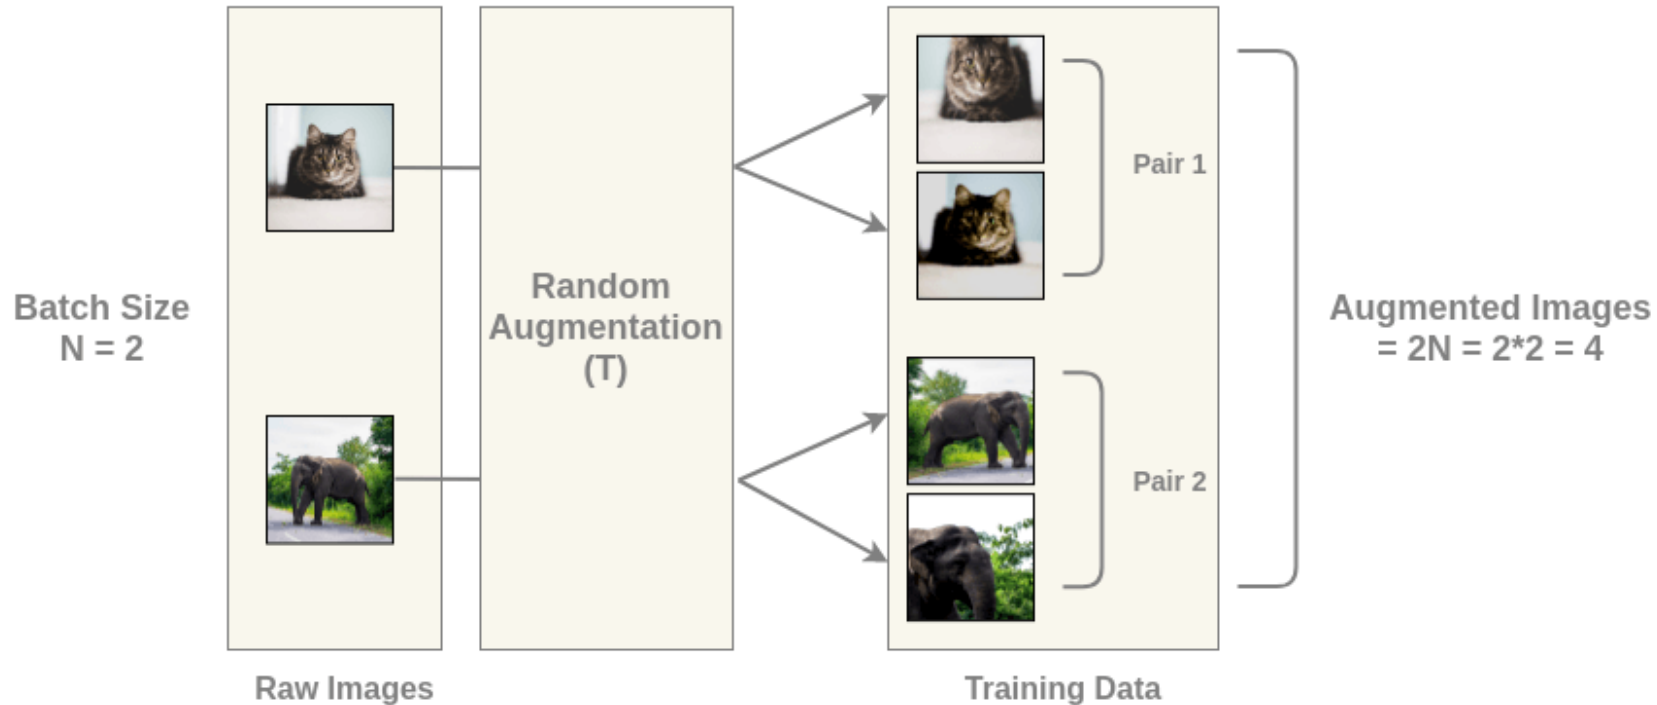 Batch Size
N = 2
Raw Images
Random
Augmentation
(T)
Pair 1
Pair 2
Training Data
Augmented Images
= 2N = 2*2 = 4